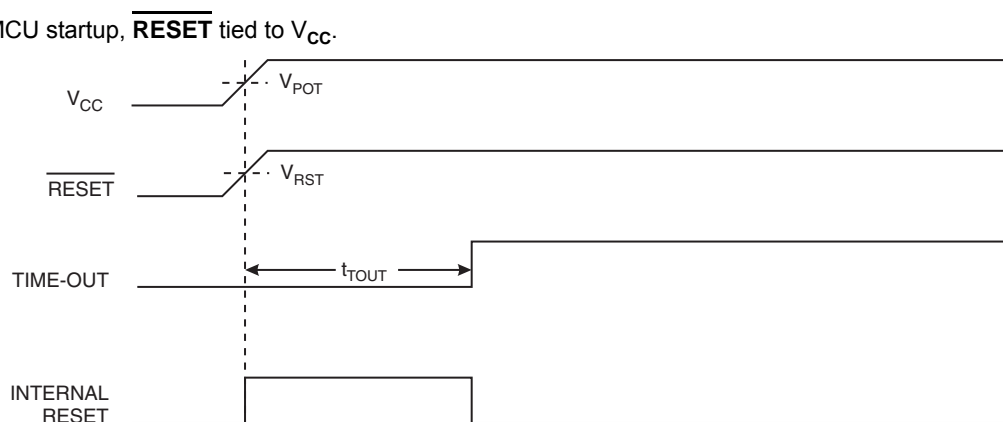 MCU startup, RESET tied to VCC.
VCC
VPOT
RESET
VRST
TIME-OUT
tTOUT
INTERNAL
RESET